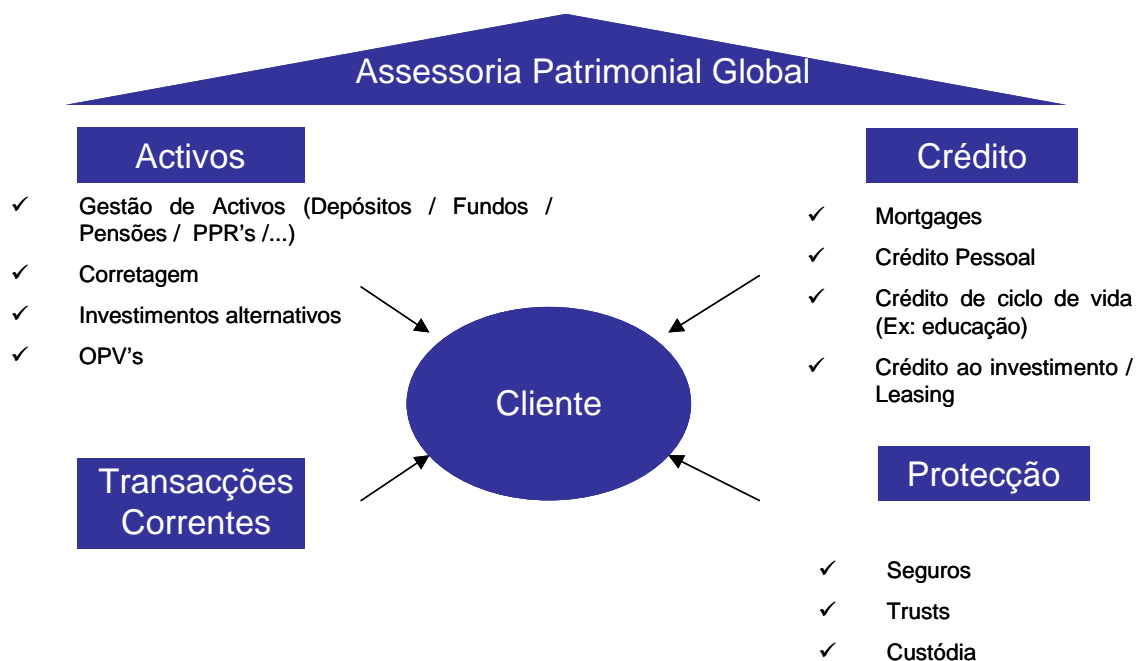 Assessoria Patrimonial Global
Activos
Gestão de Activos (Depósitos / Fundos /
Pensões / PPR's /...)
Corretagem
Investimentos alternativos
OPV's
Crédito
Mortgages
Crédito Pessoal
Crédito de ciclo de vida
(Ex: educação)
Crédito ao investimento /
Leasing
Cliente
Transacções
Correntes
Protecção
Seguros
Trusts
Custódia